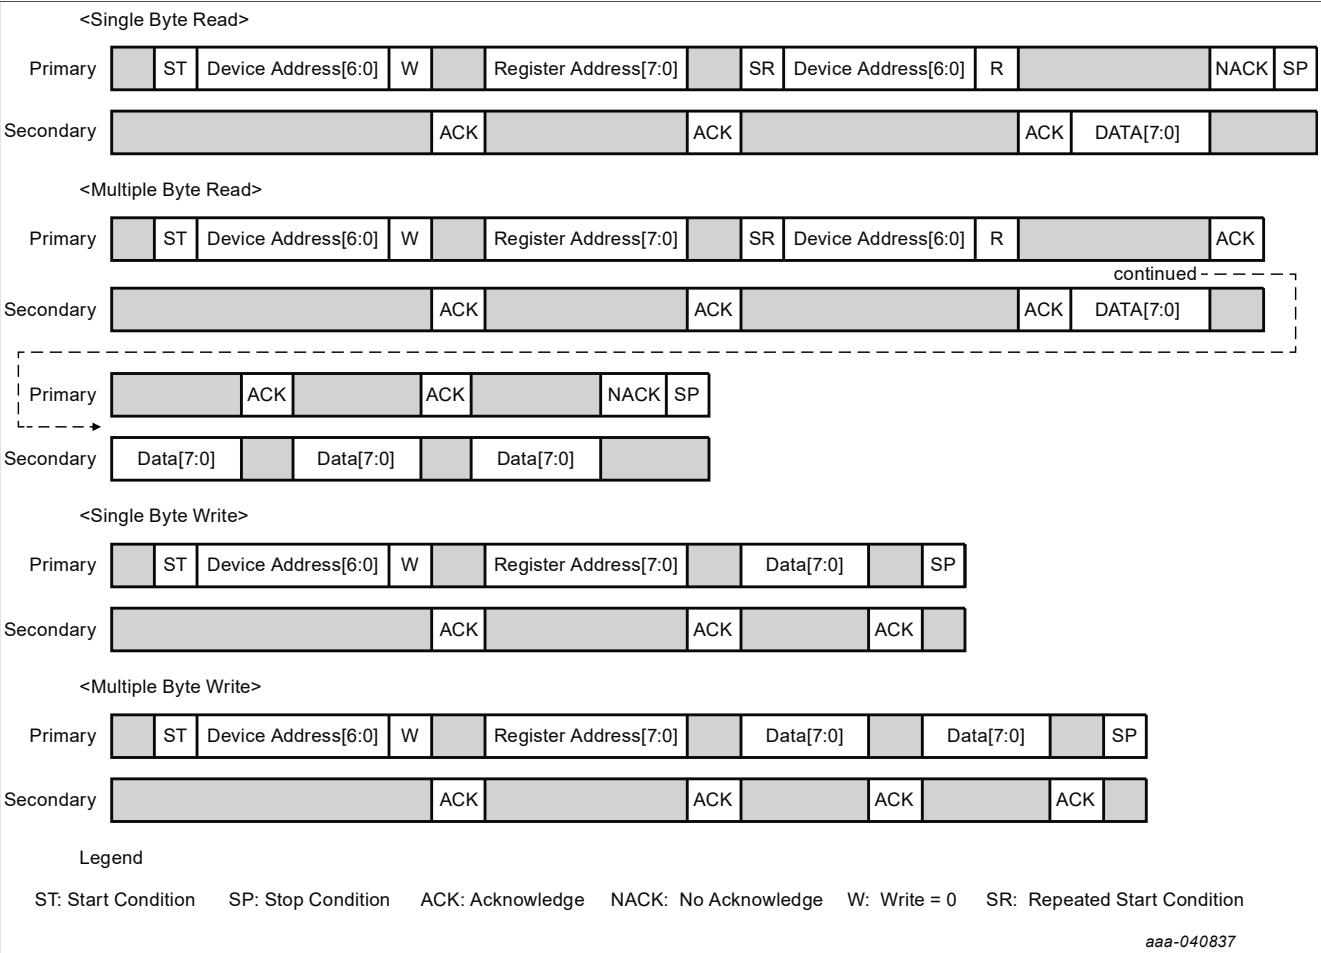 <Single Byte Read>
Primary ST Device Address[6:0] W Register Address[7:0] SR Device Address[6:0] R NACK SP
Secondary ACK ACK ACK DATA[7:0]
<Multiple Byte Read>
Primary ST Device Address[6:0] W Register Address[7:0] SR Device Address[6:0] R ACK
continued
Secondary ACK ACK ACK DATA[7:0]
Primary ACK ACK NACK SP
Secondary Data[7:0] Data[7:0] Data[7:0]
<Single Byte Write>
Primary ST Device Address[6:0] W Register Address[7:0] Data[7:0] SP
Secondary ACK ACK ACK
<Multiple Byte Write>
Primary ST Device Address[6:0] W Register Address[7:0] Data[7:0] Data[7:0] SP
Secondary ACK ACK ACK ACK
Legend
ST: Start Condition SP: Stop Condition ACK: Acknowledge NACK: No Acknowledge W: Write = 0 SR: Repeated Start Condition
aaa-040837